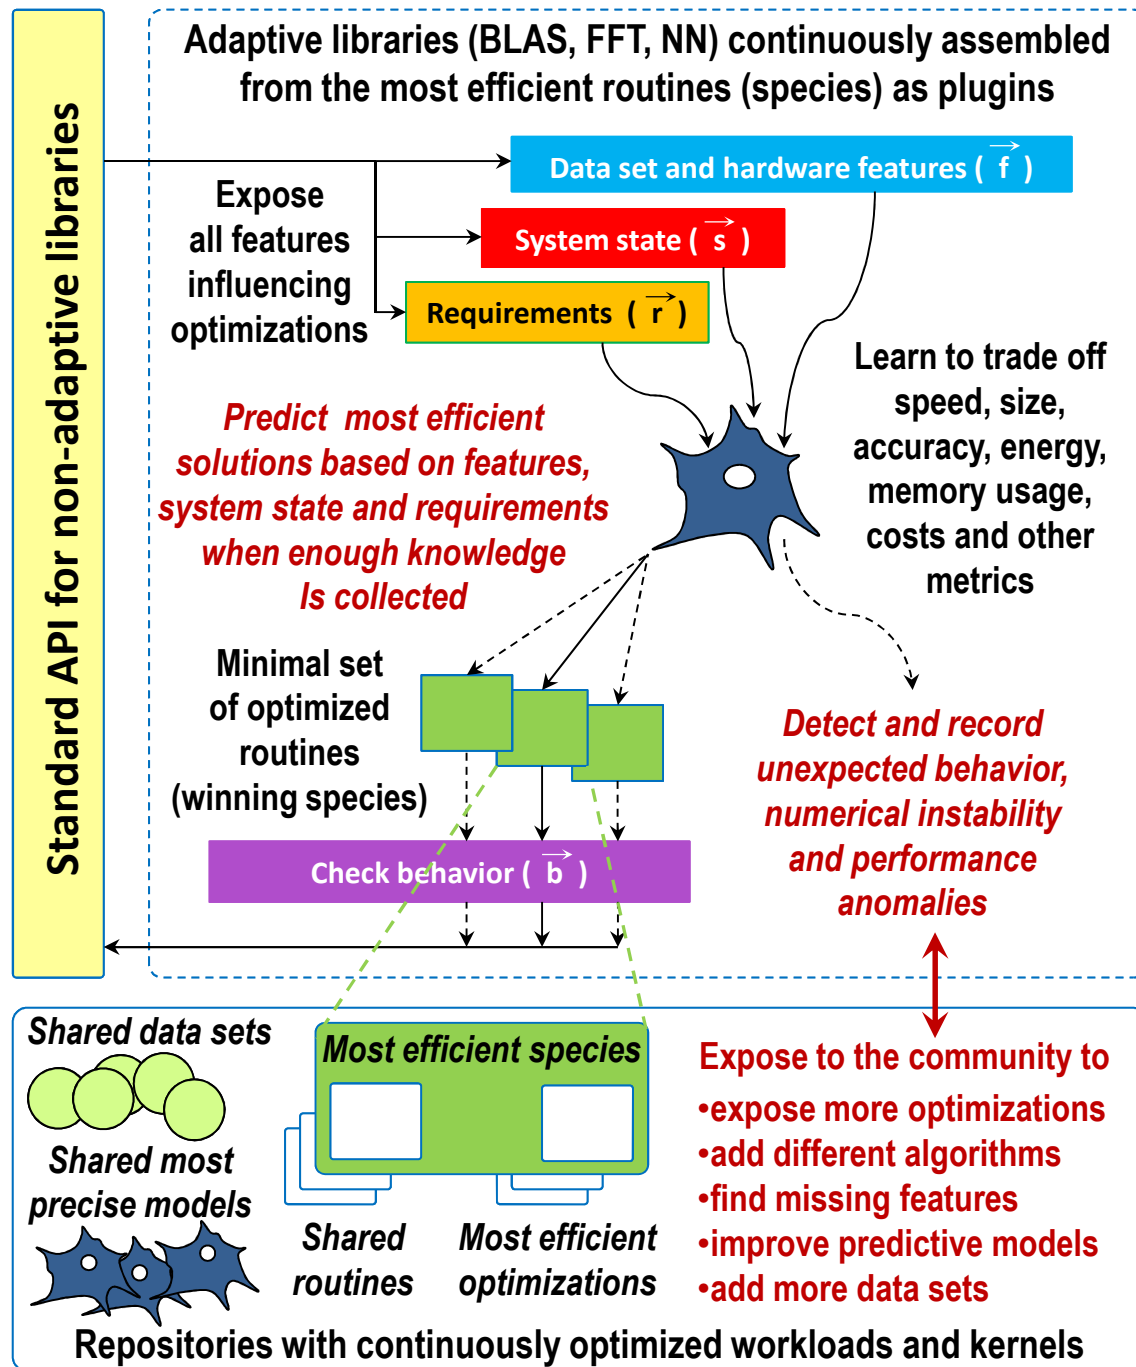 Adaptive libraries (BLAS, FFT, NN) continuously assembled
from the most efficient routines (species) as plugins
Standard API for non-adaptive libraries
Data set and hardware features ( f )
System state ( s )
Requirements ( r )
Expose
all features
influencing
optimizations
Learn to trade off
speed, size,
accuracy, energy,
memory usage,
costs and other
metrics
Predict most efficient
solutions based on features,
system state and requirements
when enough knowledge
Is collected
Minimal set
of optimized
routines
(winning species)
Detect and record
unexpected behavior,
numerical instability
and performance
anomalies
Check behavior ( b )
Shared data sets
Shared most
precise models
Most efficient species
Shared
routines
Most efficient
optimizations
Expose to the community to
•expose more optimizations
•add different algorithms
•find missing features
•improve predictive models
•add more data sets
Repositories with continuously optimized workloads and kernels